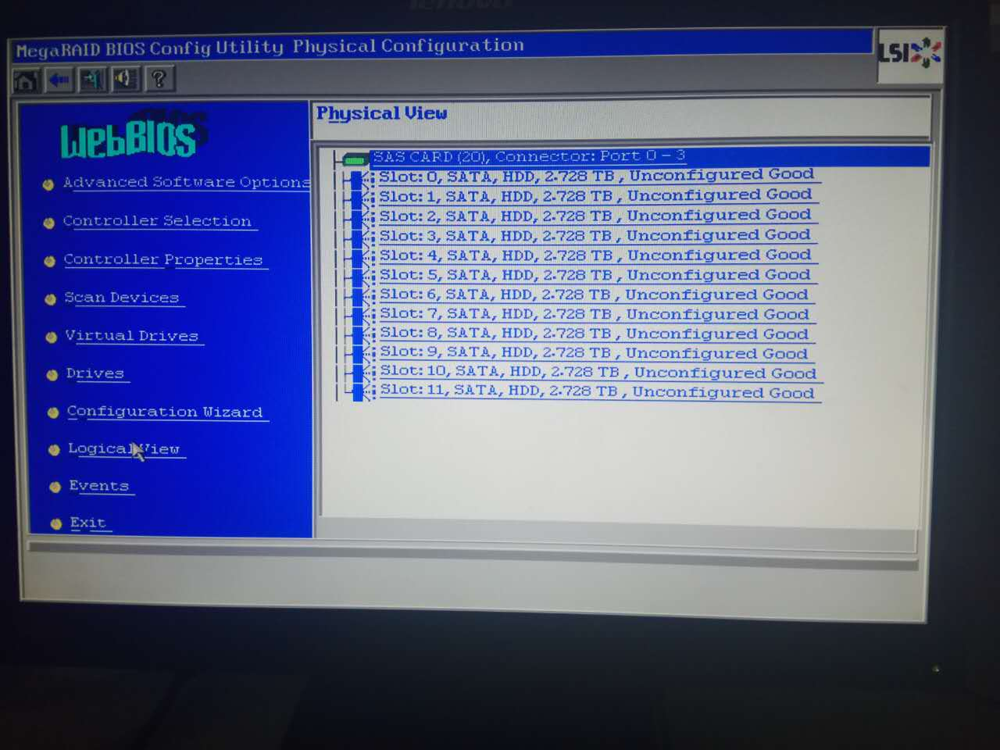 lenovo
MegaRAID BIOS Config Utility Physical Configuration
LSI
?
WebBIOS
Physical View
Advanced Software Options
Controller Selection
Controller Properties
Scan Devices
Virtual Drives
Drives
Configuration Wizard
Logical View
Events
Exit
SAS CARD (20), Connector: Port 0 - 3
Slot: 0, SATA, HDD, 2.728 TB, Unconfigured Good
Slot: 1, SATA, HDD, 2.728 TB, Unconfigured Good
Slot: 2, SATA, HDD, 2.728 TB, Unconfigured Good
Slot: 3, SATA, HDD, 2.728 TB, Unconfigured Good
Slot: 4, SATA, HDD, 2.728 TB, Unconfigured Good
Slot: 5, SATA, HDD, 2.728 TB, Unconfigured Good
Slot: 6, SATA, HDD, 2.728 TB, Unconfigured Good
Slot: 7, SATA, HDD, 2.728 TB, Unconfigured Good
Slot: 8, SATA, HDD, 2.728 TB, Unconfigured Good
Slot: 9, SATA, HDD, 2.728 TB, Unconfigured Good
Slot: 10, SATA, HDD, 2.728 TB, Unconfigured Good
Slot: 11, SATA, HDD, 2.728 TB, Unconfigured Good